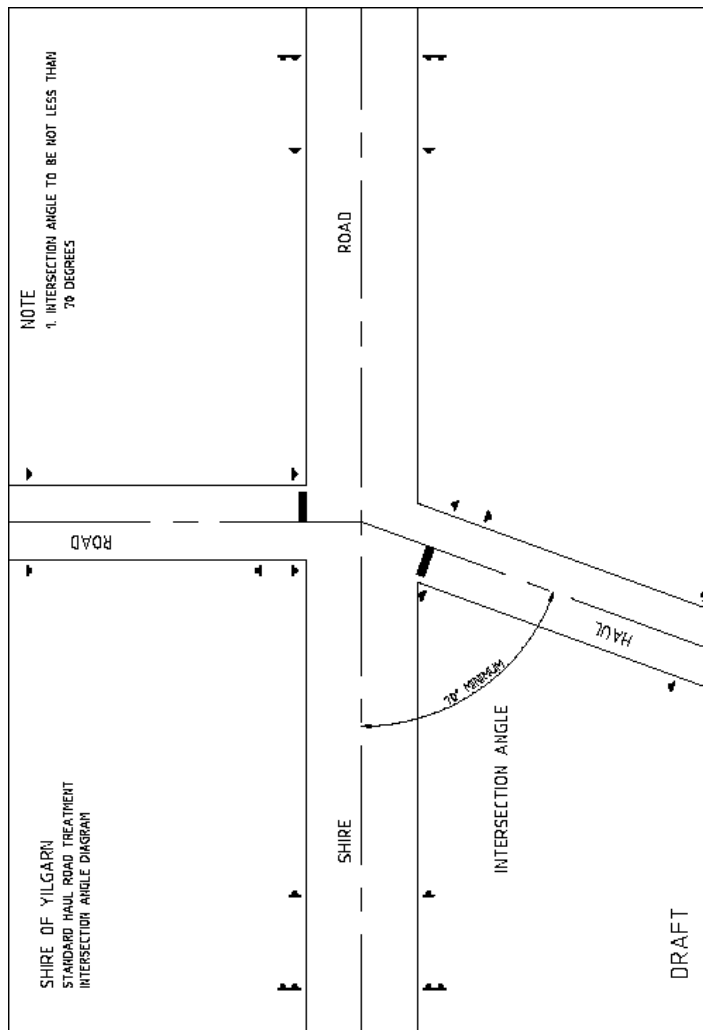 SHIRE OF YILGARN
STANDARD HAUL ROAD TREATMENT
INTERSECTION ANGLE DIAGRAM
NOTE
1. INTERSECTION ANGLE TO BE NOT LESS THAN
70 DEGREES
ROAD
SHIRE
ROAD
70° MINIMUM
HAUL
INTERSECTION ANGLE
DRAFT